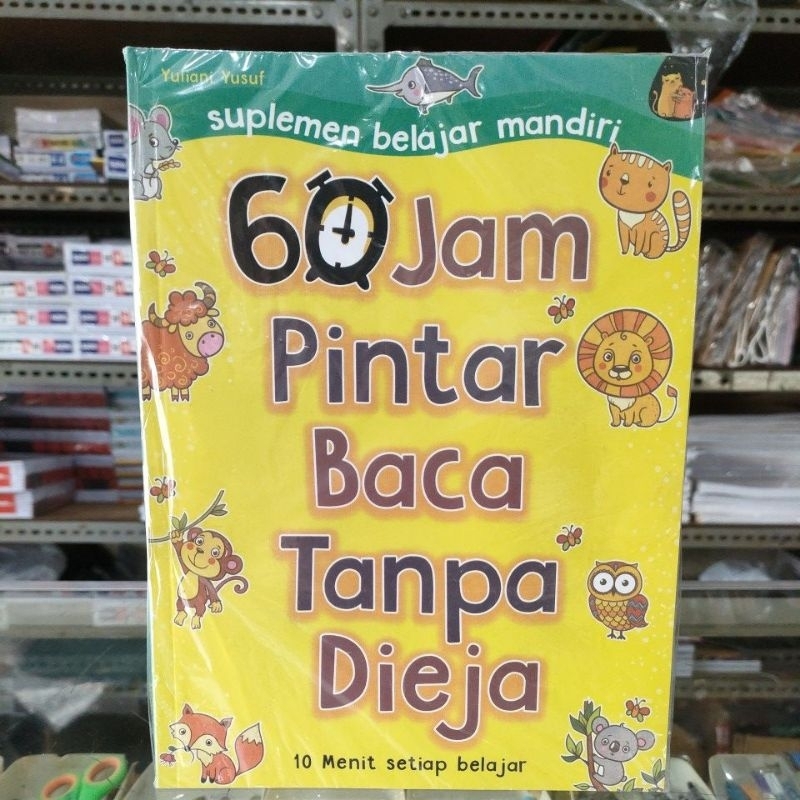 Yuliani Yusuf
suplemen belajar mandiri
60 Jam
Pintar
Baca
Tanpa
Dieja
10 Menit setiap belajar